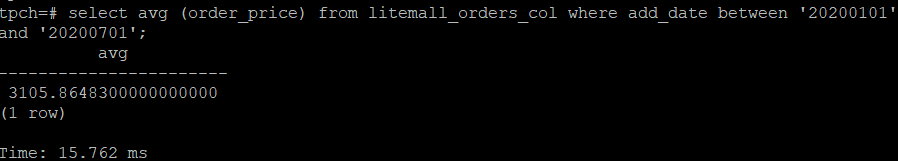 tpch=# select avg (order_price) from litemall_orders_col where add_date between '20200101'
and '20200701';
avg
-----------------------
3105.8648300000000000
(1 row)
Time: 15.762 ms